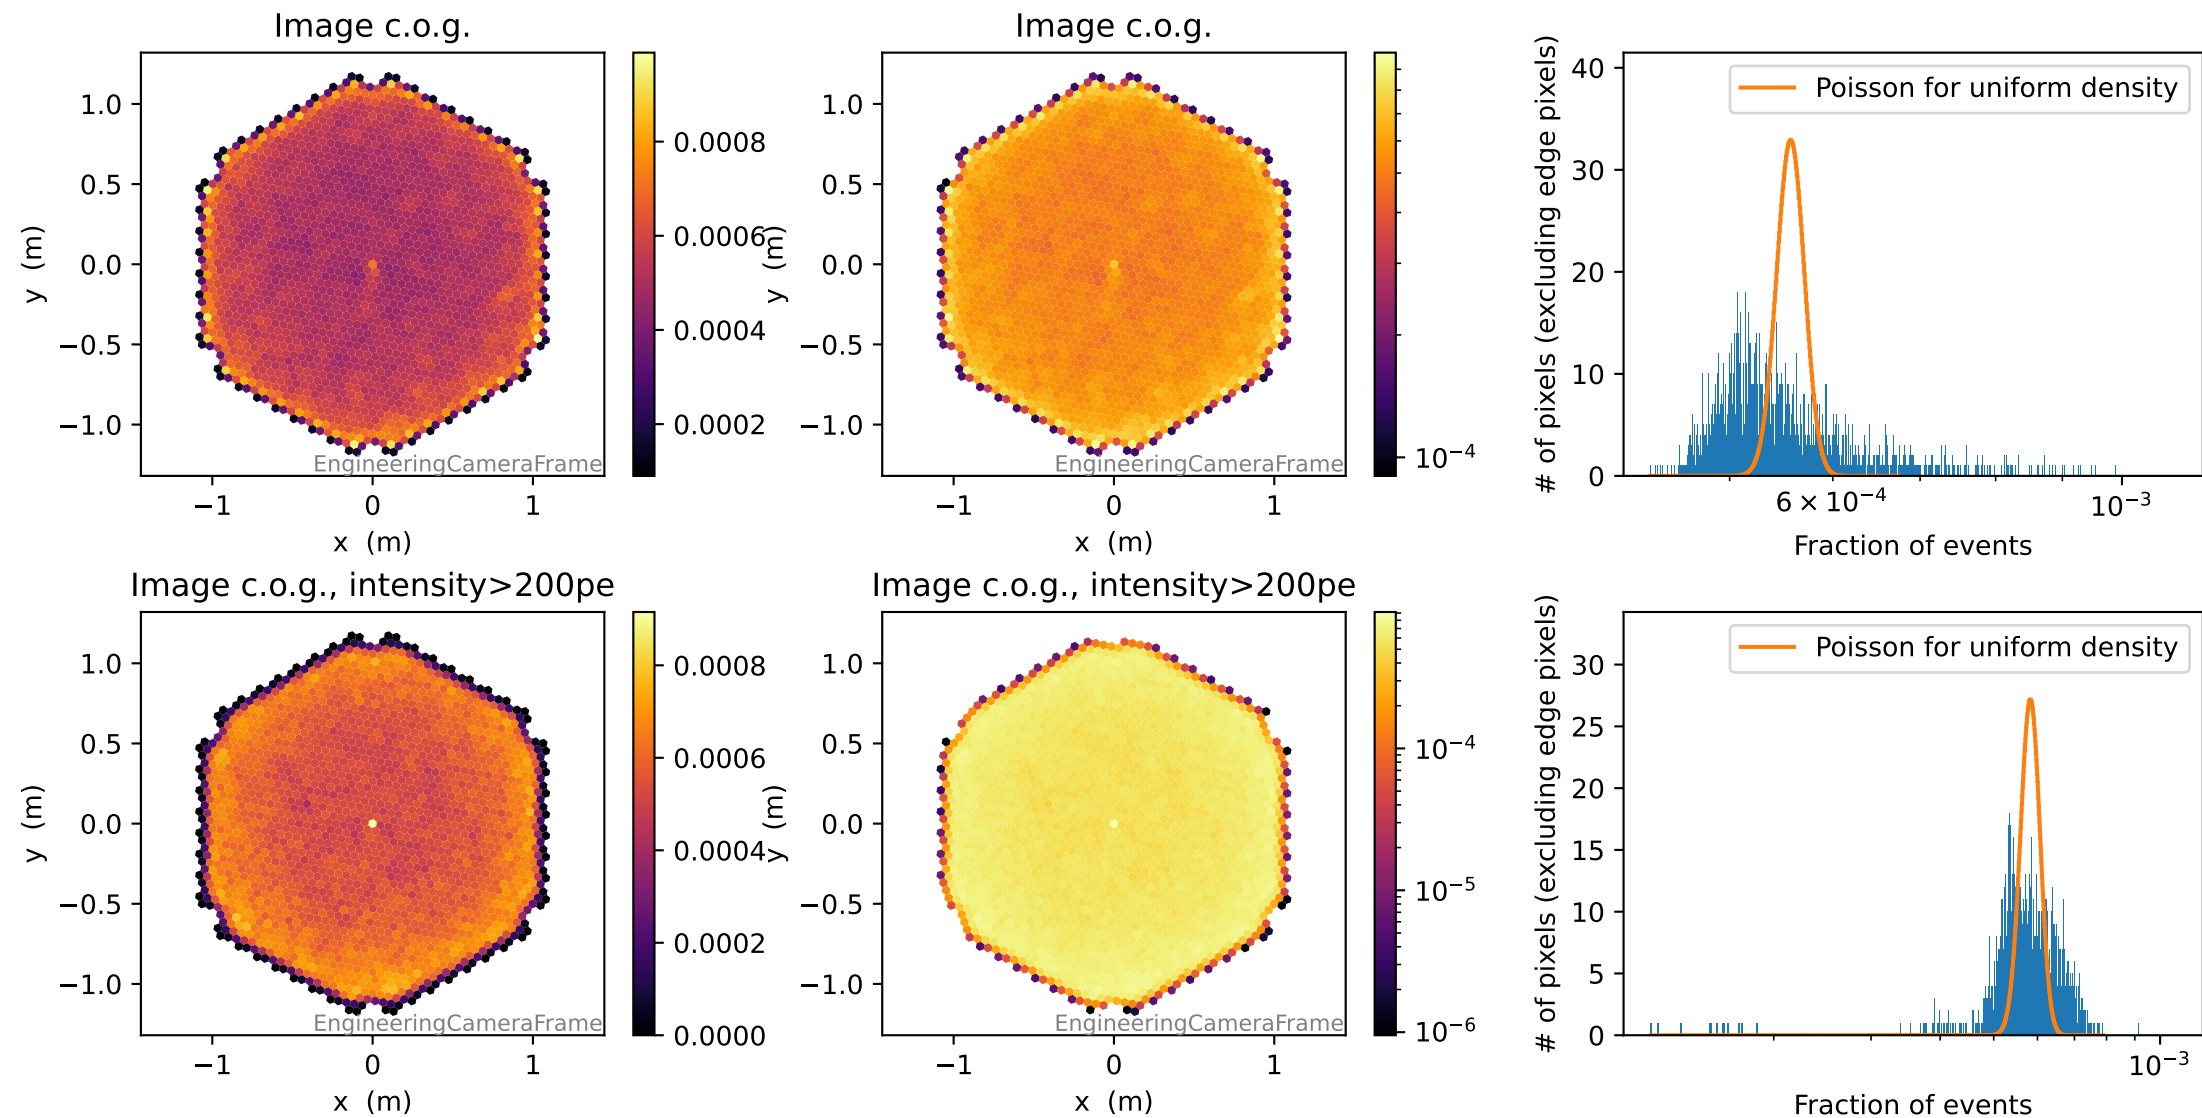 Image c.o.g.
1.0
0.5
0.0
−0.5
−1.0
y (m)
−1
0
1
x (m)
EngineeringCameraFrame
0.0008
0.0006
0.0004
0.0002
Image c.o.g.
1.0
0.5
0.0
−0.5
−1.0
y (m)
−1
0
1
x (m)
EngineeringCameraFrame
10⁻⁴
40
30
20
10
0
# of pixels (excluding edge pixels)
Poisson for uniform density
6 × 10⁻⁴
10⁻³
Fraction of events
Image c.o.g., intensity>200pe
1.0
0.5
0.0
−0.5
−1.0
y (m)
−1
0
1
x (m)
EngineeringCameraFrame
0.0008
0.0006
0.0004
0.0002
0.0000
Image c.o.g., intensity>200pe
1.0
0.5
0.0
−0.5
−1.0
y (m)
−1
0
1
x (m)
EngineeringCameraFrame
10⁻⁴
10⁻⁵
10⁻⁶
30
25
20
15
10
5
0
# of pixels (excluding edge pixels)
Poisson for uniform density
10⁻³
Fraction of events